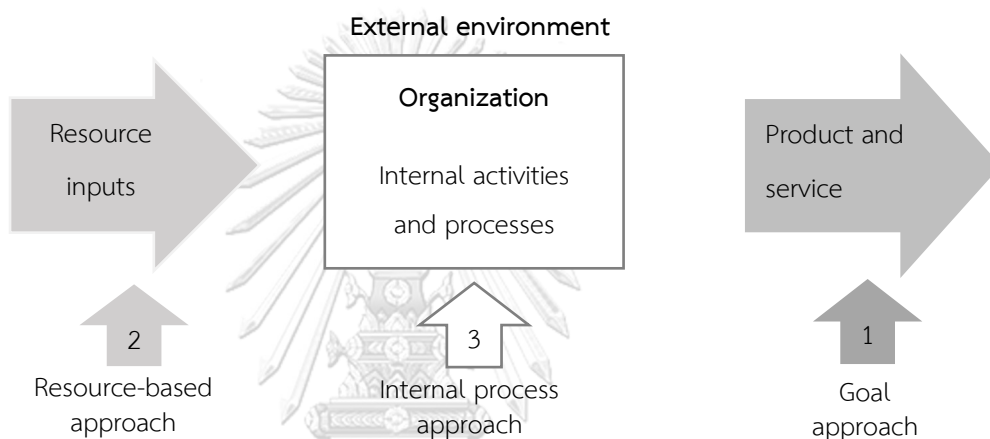 External environment
Resource
inputs
Organization
Internal activities
and processes
Product and
service
2
Resource-based
approach
3
Internal process
approach
1
Goal
approach